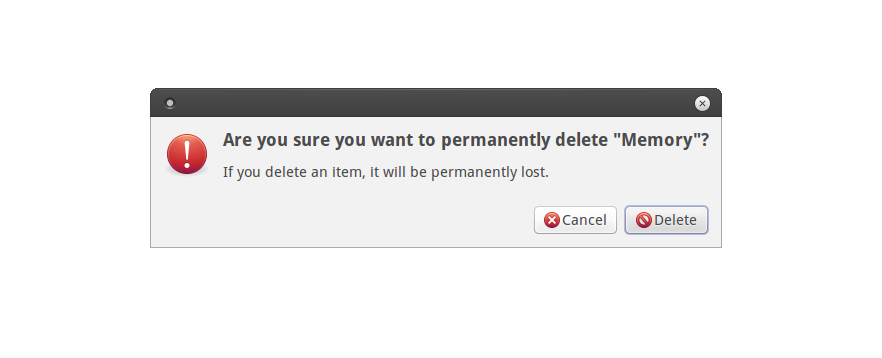 Are you sure you want to permanently delete "Memory"?
If you delete an item, it will be permanently lost.
Cancel Delete